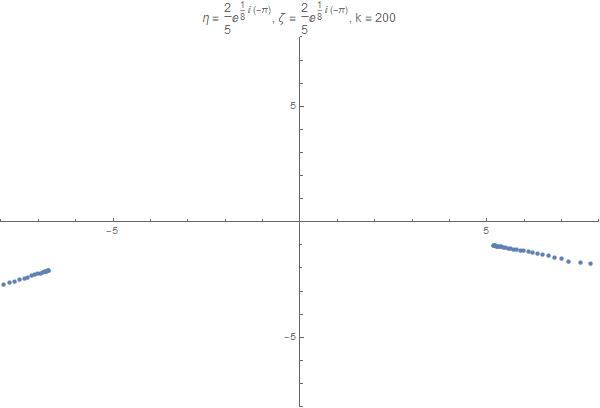 η = 2/5 e^{1/8 i (-π)}, ζ = 2/5 e^{1/8 i (-π)}, k = 200
5
-5
5
-5